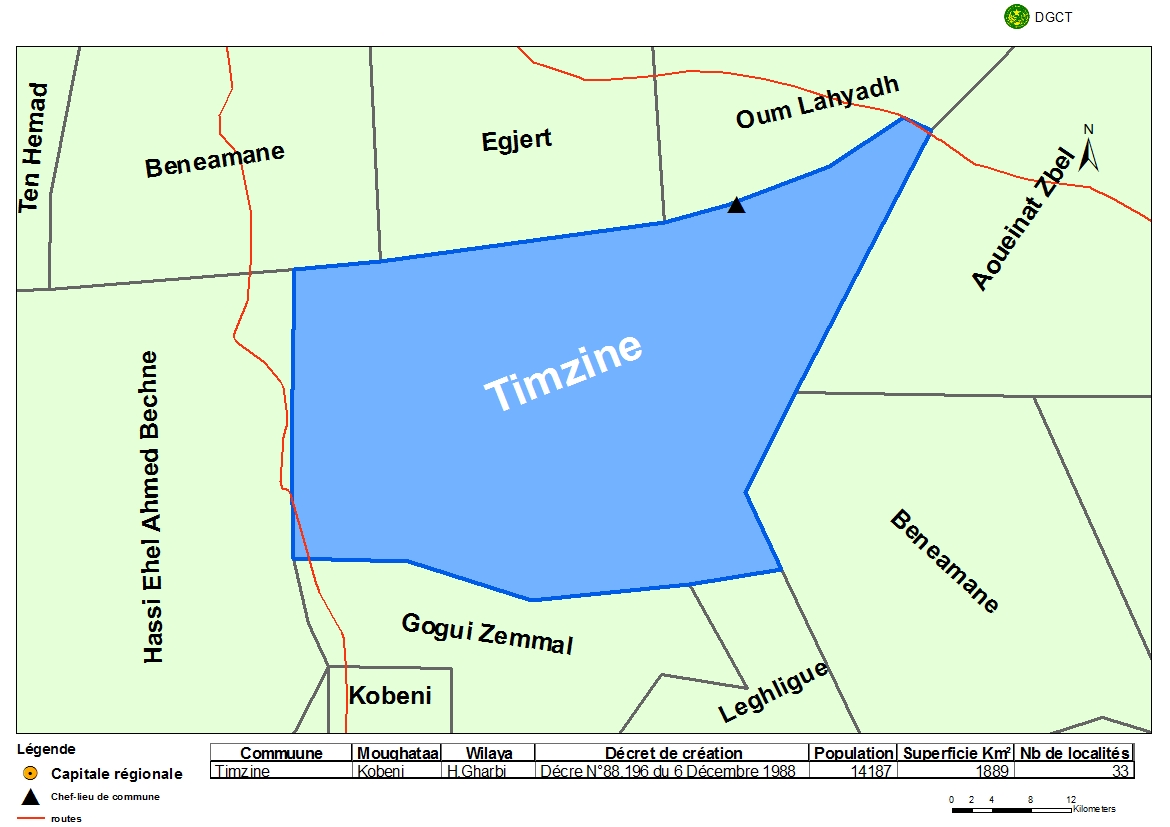 DGCT
Ten Hemad
Beneamane
Egjert
Oum Lahyadh
N
Aoueinat Zbel
Timzine
Hassi Ehel Ahmed Bechne
Beneamane
Gogui Zemmal
Leghligue
Kobeni
Légende
Capitale régionale
Chef-lieu de commune
routes
Commuune Moughataa Wilaya Décret de création Population Superficie Km² Nb de localités
Timzine Kobeni H.Gharbi Décre N°88.196 du 6 Décembre 1988 14187 1889 33
0 2 4 8 12
Kilometers